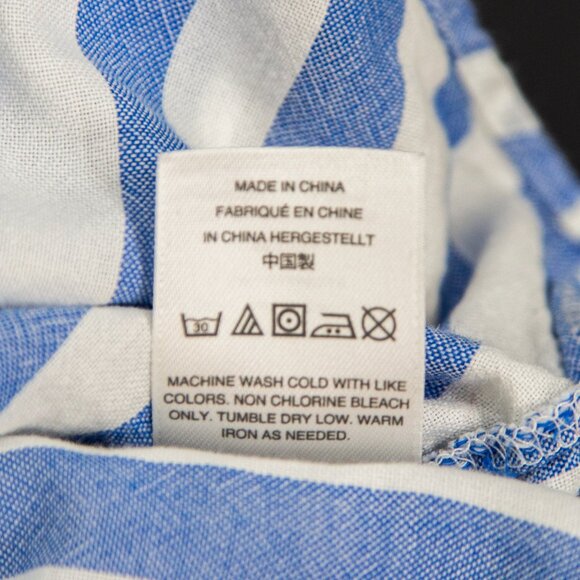 MADE IN CHINA
FABRIQUÉ EN CHINE
IN CHINA HERGESTELLT
中国製
30
MACHINE WASH COLD WITH LIKE
COLORS. NON CHLORINE BLEACH
ONLY. TUMBLE DRY LOW. WARM
IRON AS NEEDED.